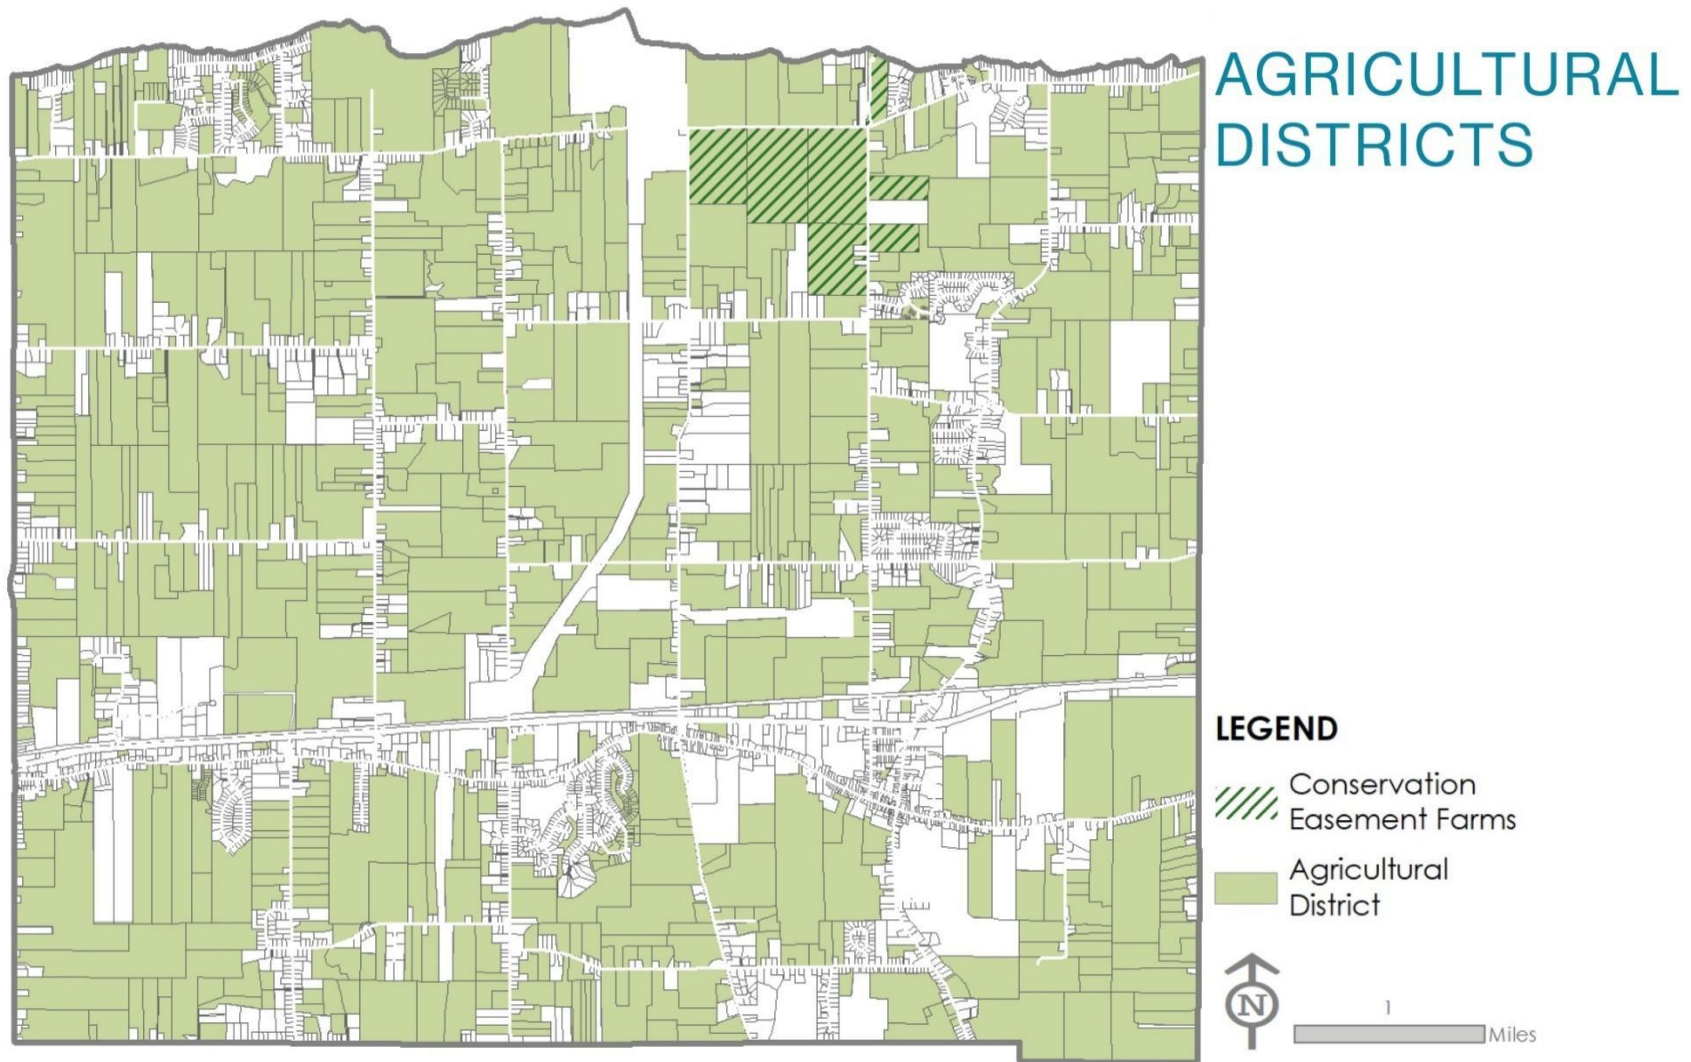 AGRICULTURAL
DISTRICTS
LEGEND
Conservation
Easement Farms
Agricultural
District
N
1
Miles